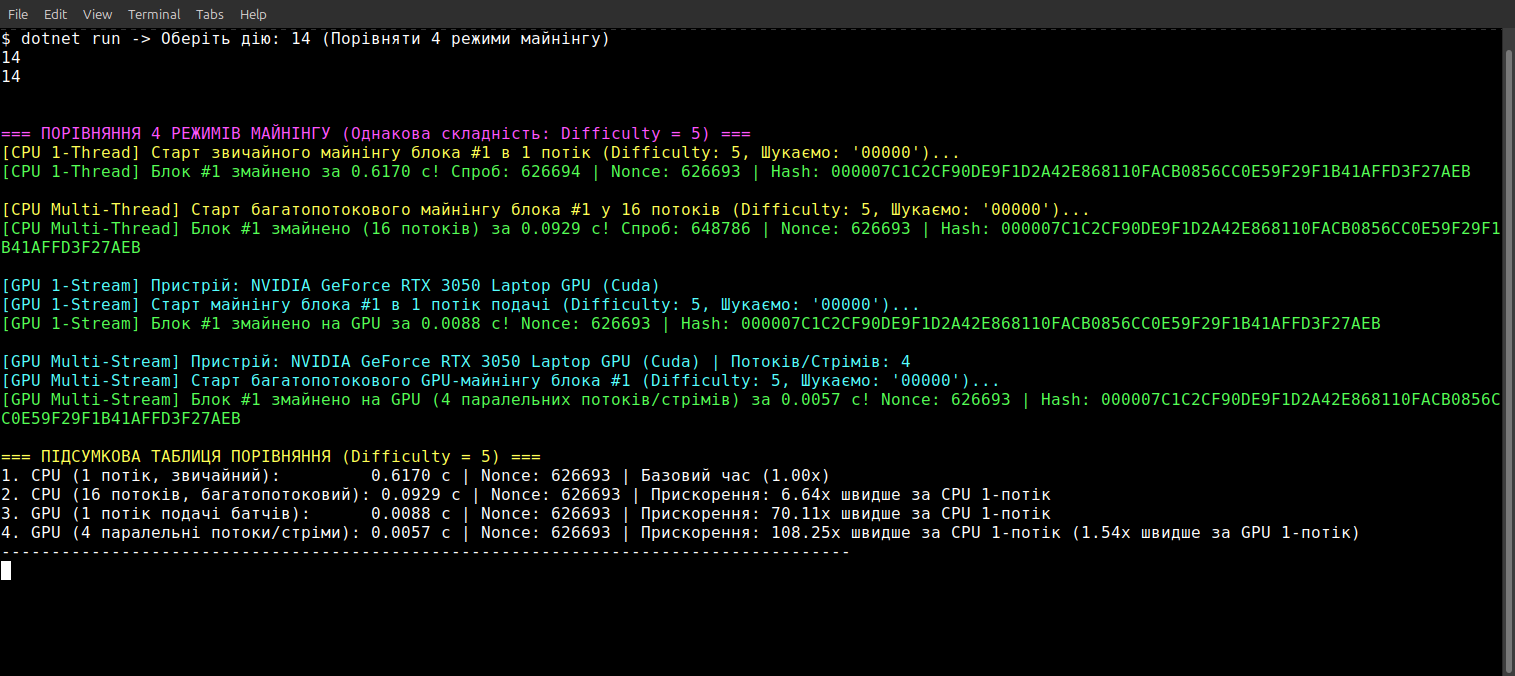 File Edit View Terminal Tabs Help
$ dotnet run -> Оберіть дію: 14 (Порівняти 4 режими майнінгу)
14
14
=== ПОРІВНЯННЯ 4 РЕЖИМІВ МАЙНІНГУ (Однакова складність: Difficulty = 5) ===
[CPU 1-Thread] Старт звичайного майнінгу блока #1 в 1 потік (Difficulty: 5, Шукаємо: '00000')...
[CPU 1-Thread] Блок #1 змайнено за 0.6170 с! Спроб: 626694 | Nonce: 626693 | Hash: 000007C1C2CF90DE9F1D2A42E868110FACB0856CC0E59F29F1B41AFFD3F27AEB
[CPU Multi-Thread] Старт багатопотокового майнінгу блока #1 у 16 потоків (Difficulty: 5, Шукаємо: '00000')...
[CPU Multi-Thread] Блок #1 змайнено (16 потоків) за 0.0929 с! Спроб: 648786 | Nonce: 626693 | Hash: 000007C1C2CF90DE9F1D2A42E868110FACB0856CC0E59F29F1
B41AFFD3F27AEB
[GPU 1-Stream] Пристрій: NVIDIA GeForce RTX 3050 Laptop GPU (Cuda)
[GPU 1-Stream] Старт майнінгу блока #1 в 1 потік подачі (Difficulty: 5, Шукаємо: '00000')...
[GPU 1-Stream] Блок #1 змайнено на GPU за 0.0088 с! Nonce: 626693 | Hash: 000007C1C2CF90DE9F1D2A42E868110FACB0856CC0E59F29F1B41AFFD3F27AEB
[GPU Multi-Stream] Пристрій: NVIDIA GeForce RTX 3050 Laptop GPU (Cuda) | Потоків/Стрімів: 4
[GPU Multi-Stream] Старт багатопотокового GPU-майнінгу блока #1 (Difficulty: 5, Шукаємо: '00000')...
[GPU Multi-Stream] Блок #1 змайнено на GPU (4 паралельних потоків/стрімів) за 0.0057 с! Nonce: 626693 | Hash: 000007C1C2CF90DE9F1D2A42E868110FACB0856C
C0E59F29F1B41AFFD3F27AEB
=== ПІДСУМКОВА ТАБЛИЦЯ ПОРІВНЯННЯ (Difficulty = 5) ===
1. CPU (1 потік, звичайний):         0.6170 с | Nonce: 626693 | Базовий час (1.00x)
2. CPU (16 потоків, багатопотоковий): 0.0929 с | Nonce: 626693 | Прискорення: 6.64x швидше за CPU 1-потік
3. GPU (1 потік подачі батчів):      0.0088 с | Nonce: 626693 | Прискорення: 70.11x швидше за CPU 1-потік
4. GPU (4 паралельні потоки/стріми): 0.0057 с | Nonce: 626693 | Прискорення: 108.25x швидше за CPU 1-потік (1.54x швидше за GPU 1-потік)
-------------------------------------------------------------------------------------